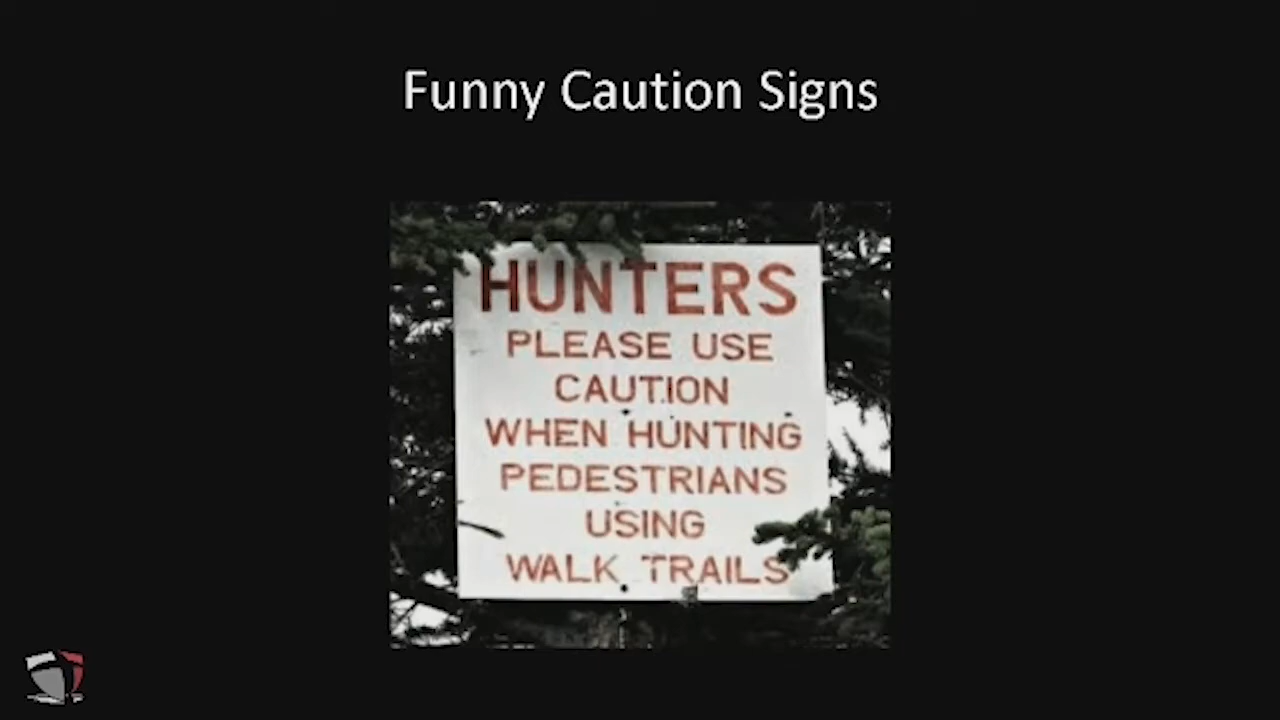 Funny Caution Signs
HUNTERS
PLEASE USE
CAUTION
WHEN HUNTING
PEDESTRIANS
USING
WALK TRAILS